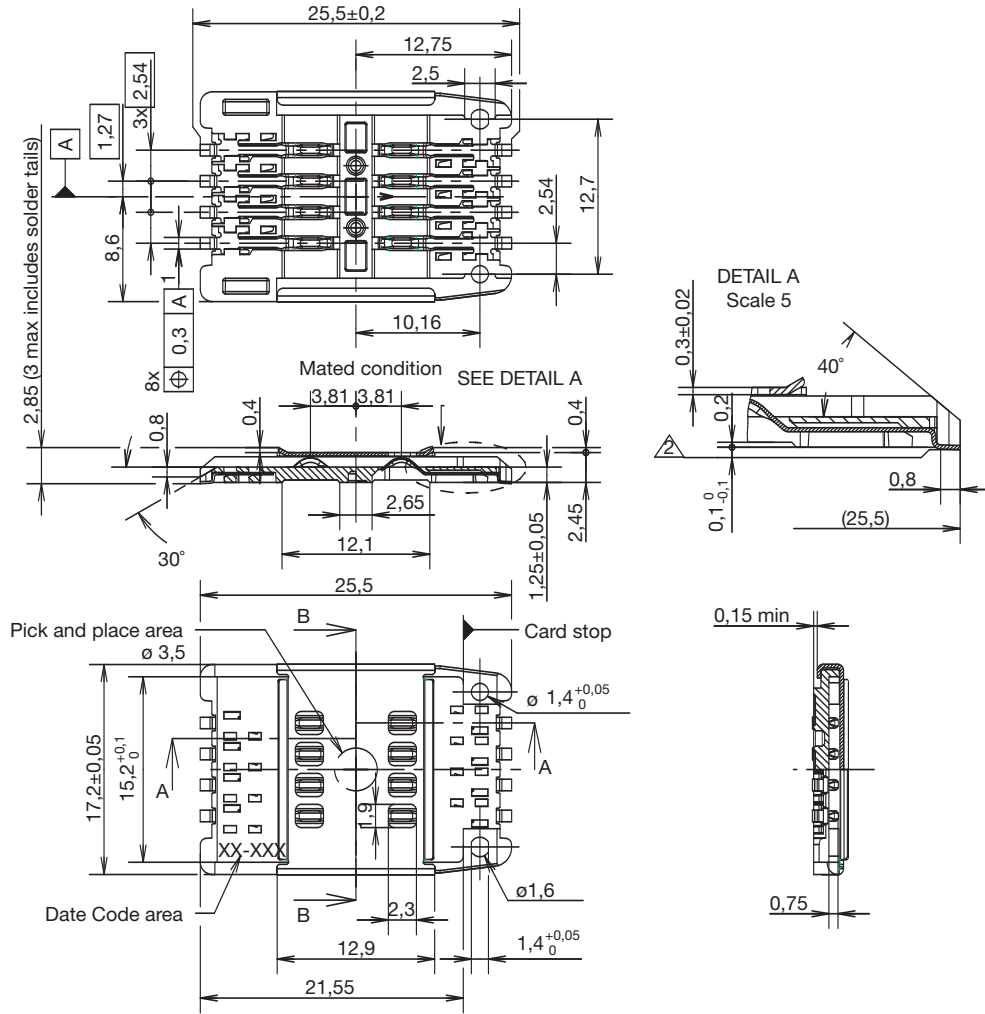 25,5±0,2
12,75
2,5
3x 2,54
1,27
A
8,6
1
8x ⌖ 0,3 A
2,85 (3 max includes solder tails)
2,54
12,7
10,16
DETAIL A
Scale 5
0,3±0,02
40°
0,2
2
0,1 0 -0,1
0,8
(25,5)
Mated condition
SEE DETAIL A
3,81 3,81
0,4
0,8
0,4
2,65
12,1
30°
1,25±0,05
2,45
25,5
B
Pick and place area
ø 3,5
Card stop
ø 1,4 +0,05 0
17,2±0,05
15,2 +0,1 0
A
A
1,9
XX-XXX
Date Code area
B
2,3
ø1,6
12,9
1,4 +0,05 0
21,55
0,15 min
0,75